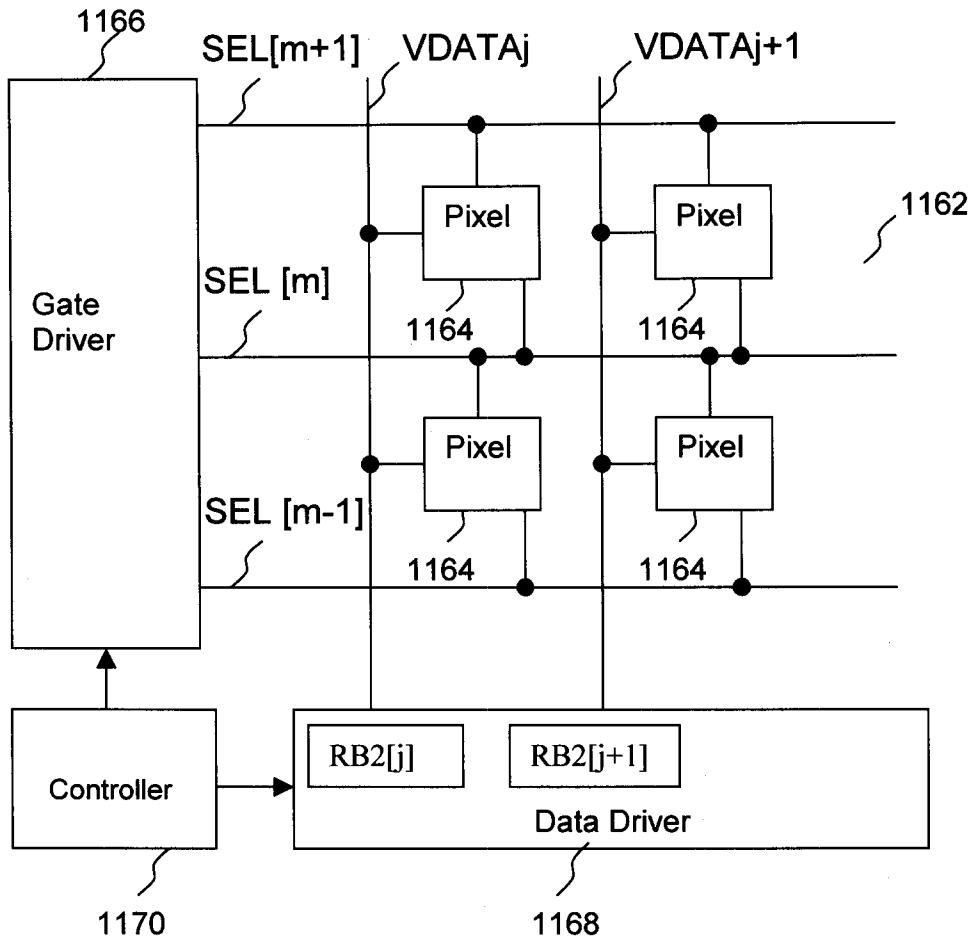 1166
SEL[m+1]
VDATAj
VDATAj+1
Pixel
Pixel
1162
SEL [m]
1164
1164
Gate
Driver
Pixel
Pixel
SEL [m-1]
1164
1164
RB2[j]
RB2[j+1]
Controller
Data Driver
1170
1168